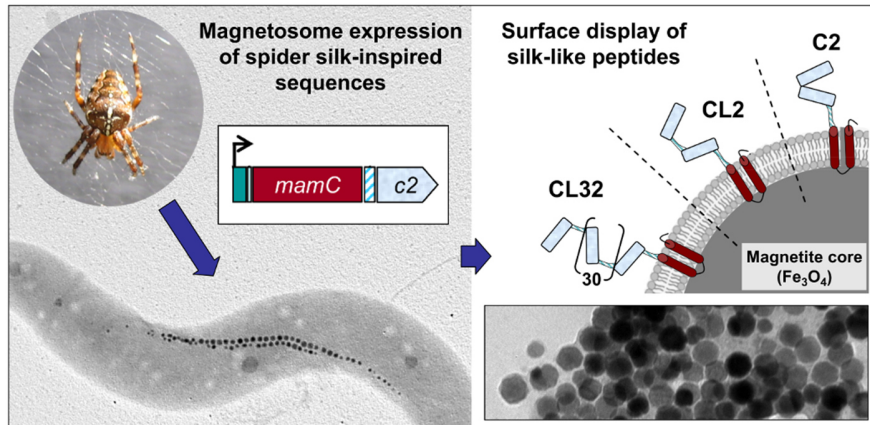 Magnetosome expression
of spider silk-inspired
sequences
mamC
c2
Surface display of
silk-like peptides
C2
CL2
CL32
30
Magnetite core
(Fe₃O₄)